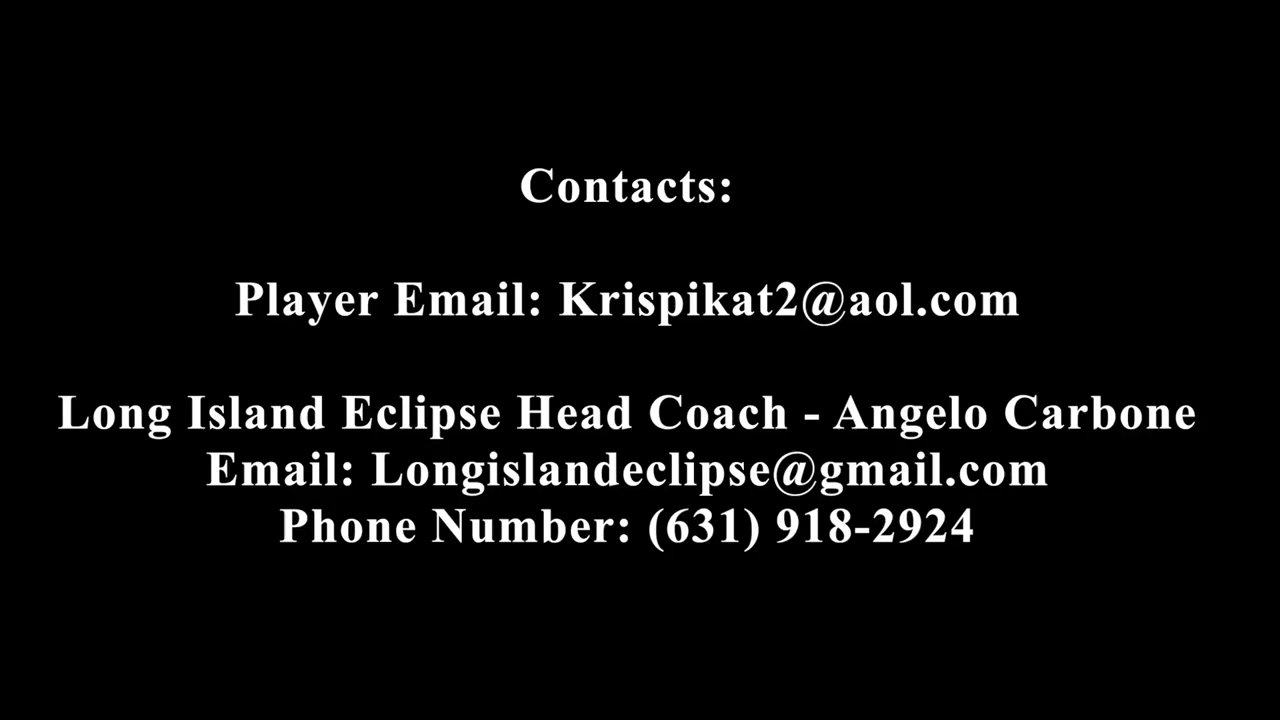 Contacts:
Player Email: Krispikat2@aol.com
Long Island Eclipse Head Coach - Angelo Carbone
Email: Longislandeclipse@gmail.com
Phone Number: (631) 918-2924